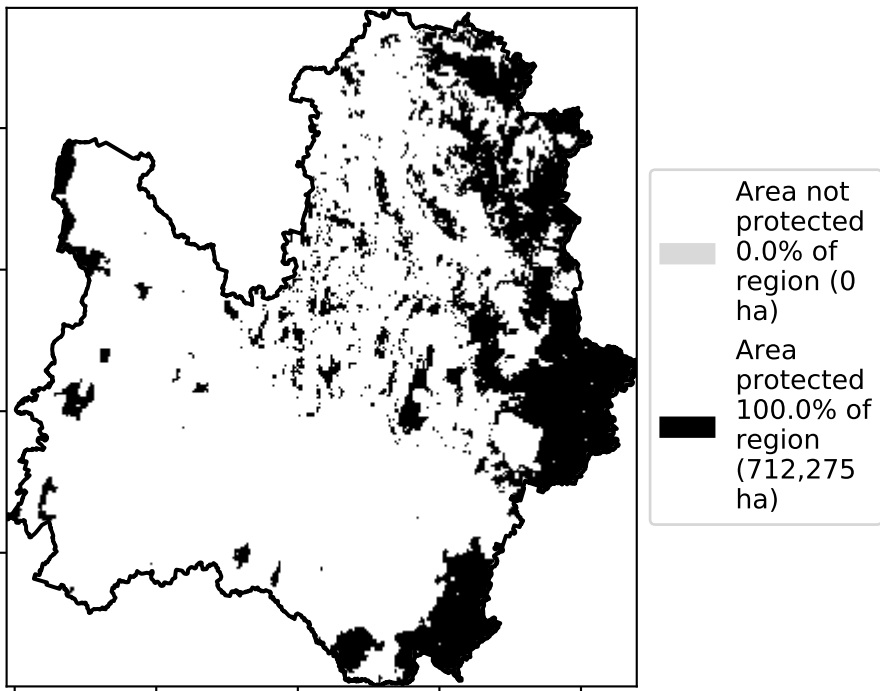 Area not
protected
0.0% of
region (0
ha)
Area
protected
100.0% of
region
(712,275
ha)